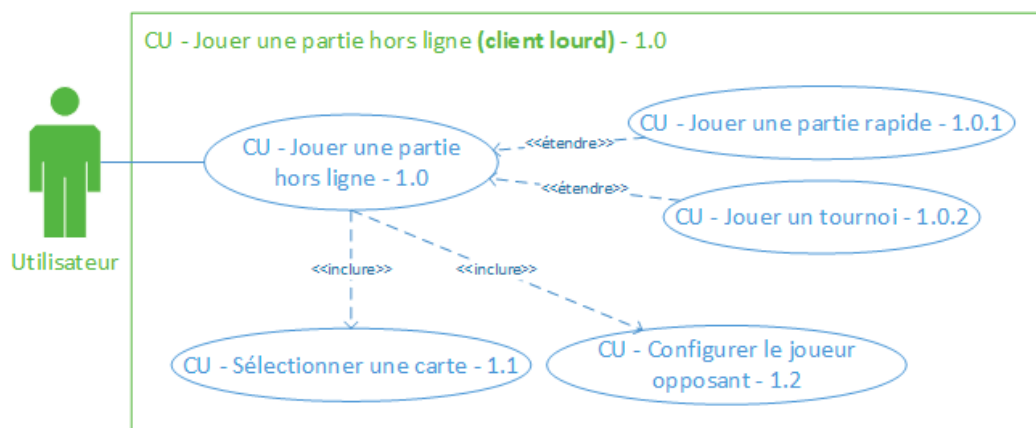 CU - Jouer une partie hors ligne (client lourd) - 1.0
CU - Jouer une partie rapide - 1.0.1
<<étendre>>
CU - Jouer une partie
hors ligne - 1.0
<<étendre>>
CU - Jouer un tournoi - 1.0.2
Utilisateur
<<inclure>>
<<inclure>>
CU - Sélectionner une carte - 1.1
CU - Configurer le joueur
opposant - 1.2